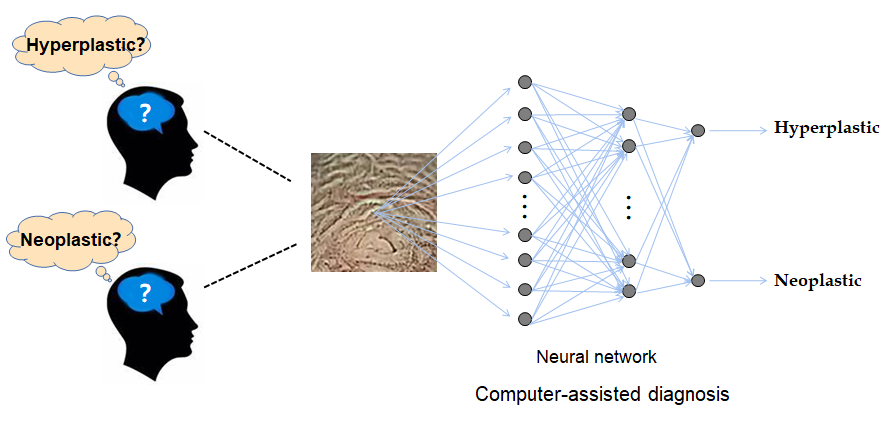 Hyperplastic?
?
Neoplastic?
?
Hyperplastic
Neoplastic
Neural network
Computer-assisted diagnosis